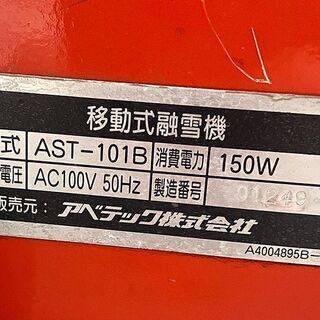 移動式融雪機
式 AST-101B 消費電力 150W
電圧 AC100V 50Hz 製造番号 01249
販売元：アベテック株式会社
A4004895B-